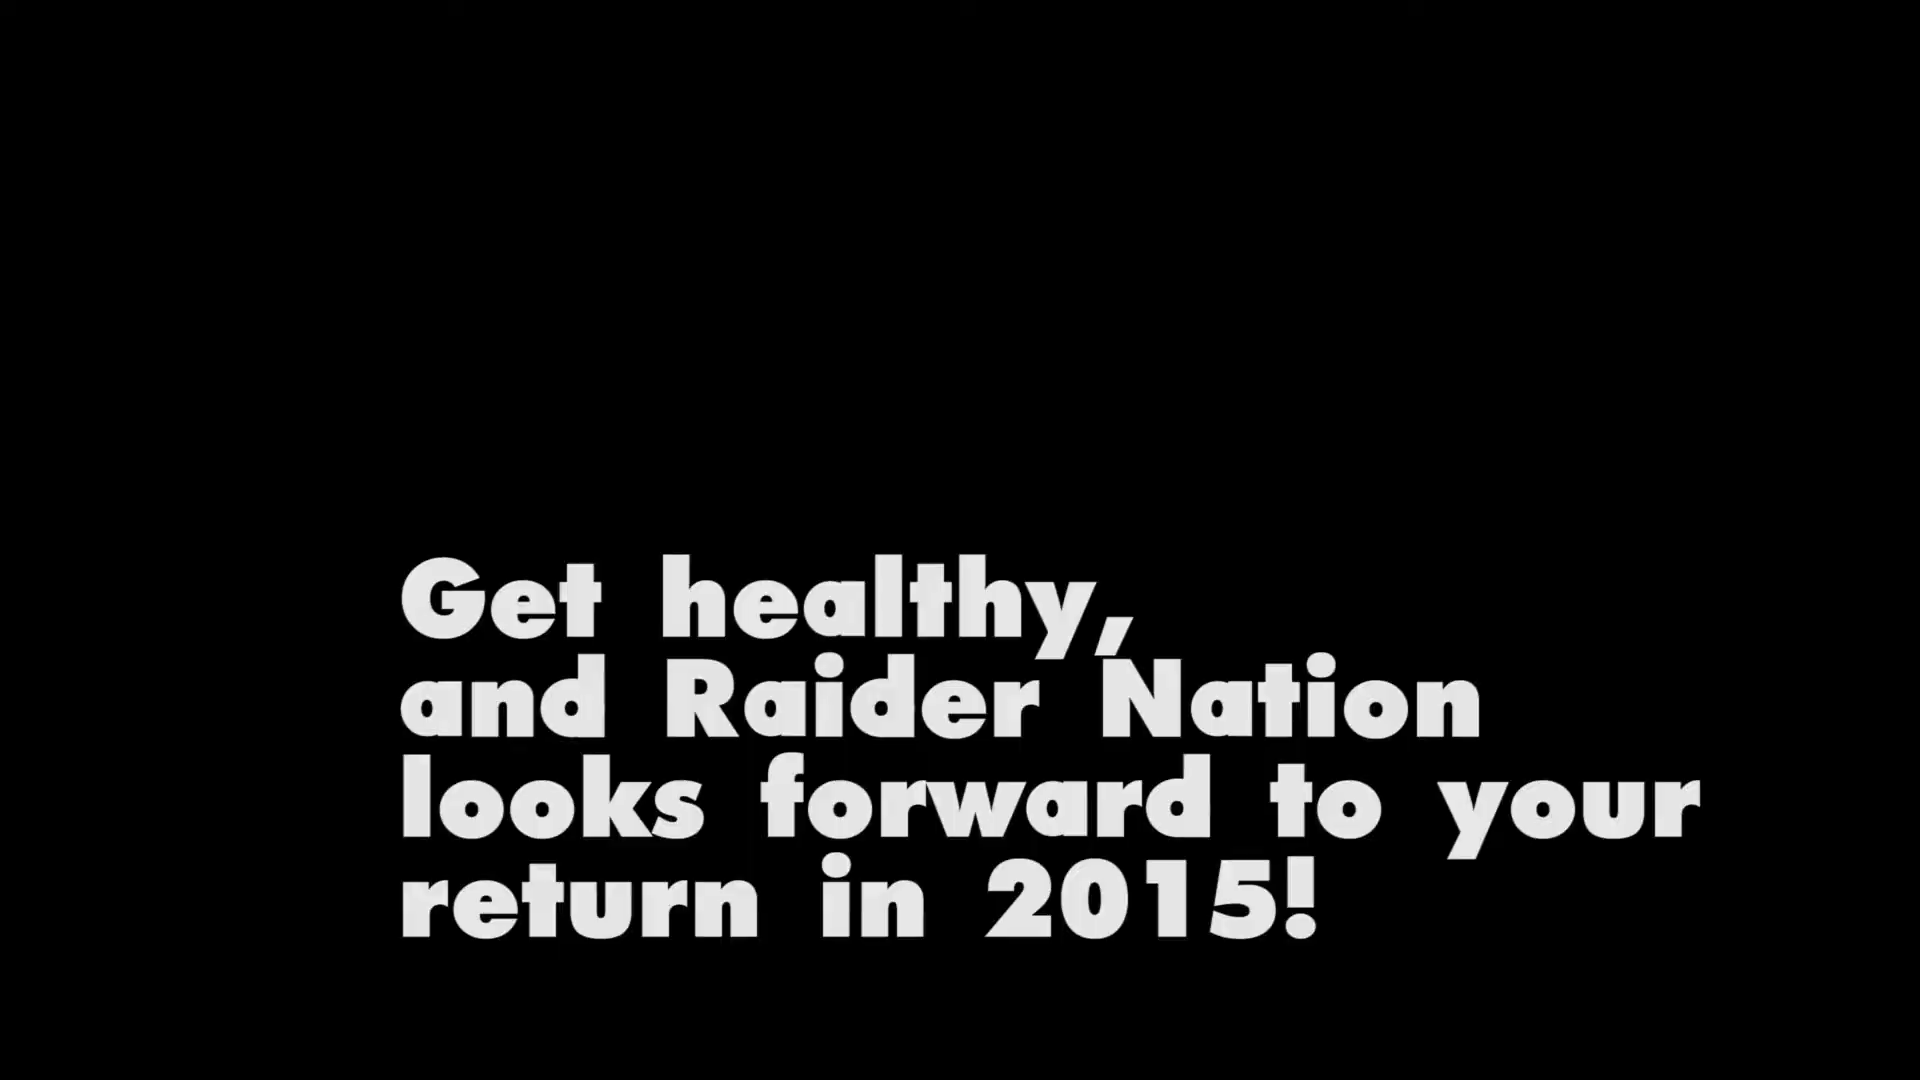 Get healthy,
and Raider Nation
looks forward to your
return in 2015!